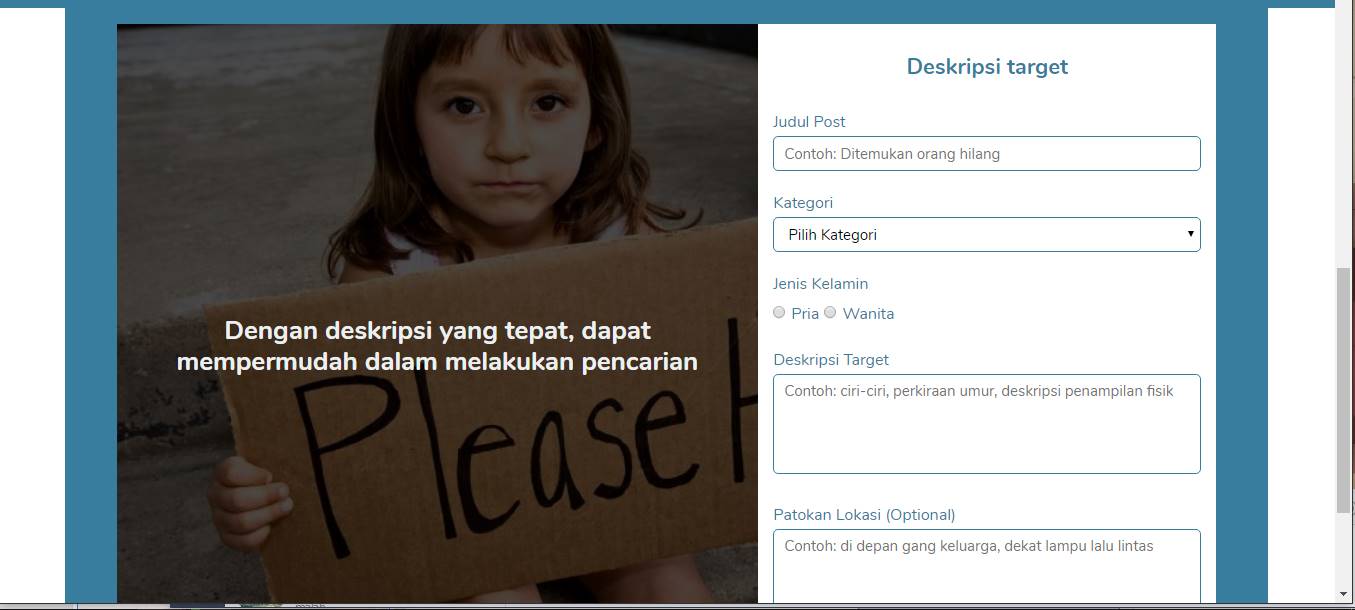 Dengan deskripsi yang tepat, dapat
mempermudah dalam melakukan pencarian
Please H
Deskripsi target
Judul Post
Contoh: Ditemukan orang hilang
Kategori
Pilih Kategori
Jenis Kelamin
Pria Wanita
Deskripsi Target
Contoh: ciri-ciri, perkiraan umur, deskripsi penampilan fisik
Patokan Lokasi (Optional)
Contoh: di depan gang keluarga, dekat lampu lalu lintas